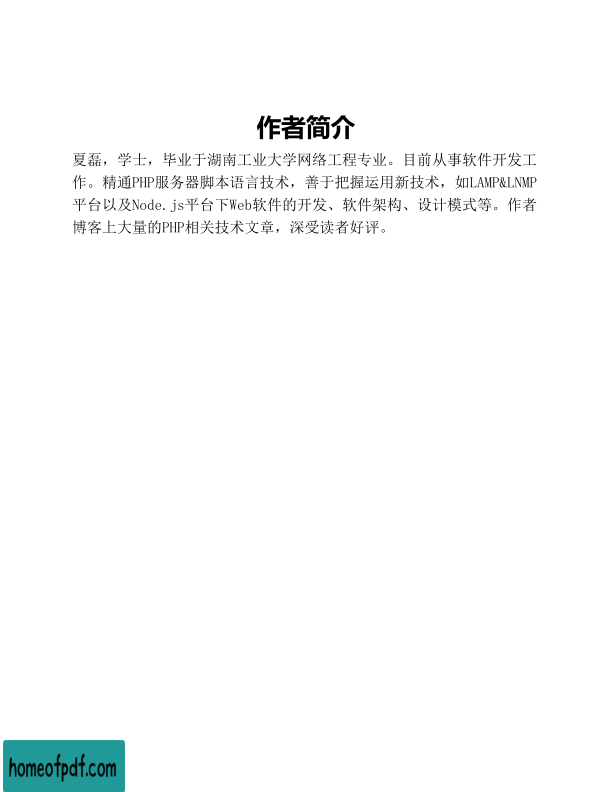 作者简介
夏磊，学士，毕业于湖南工业大学网络工程专业。目前从事软件开发工
作。精通PHP服务器脚本语言技术，善于把握运用新技术，如LAMP&LNMP
平台以及Node.js平台下Web软件的开发、软件架构、设计模式等。作者
博客上大量的PHP相关技术文章，深受读者好评。
homeofpdf.com